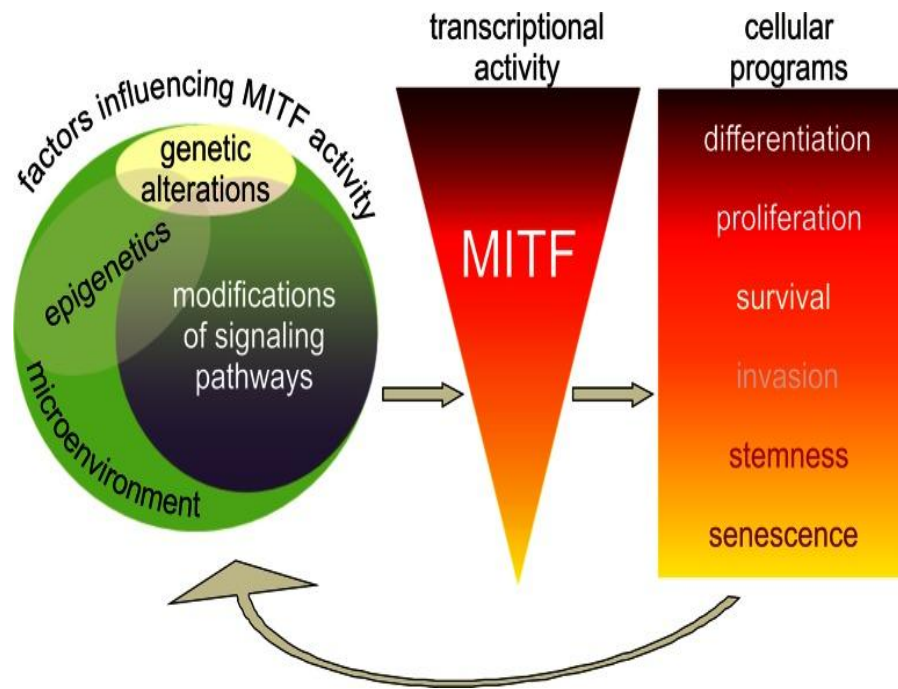 factors influencing MITF activity
genetic
alterations
epigenetics
modifications
of signaling
pathways
microenvironment
transcriptional
activity
MITF
cellular
programs
differentiation
proliferation
survival
invasion
stemness
senescence